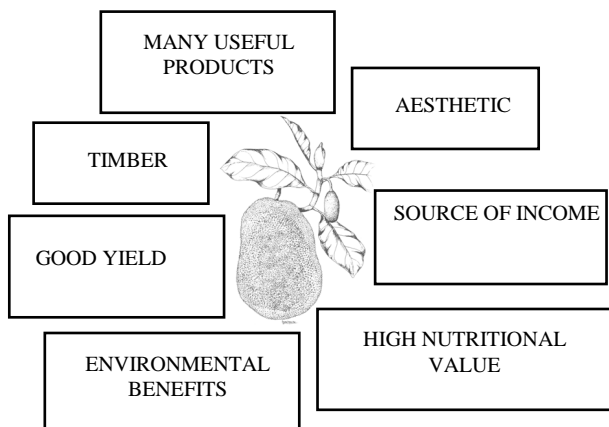 MANY USEFUL
PRODUCTS
AESTHETIC
TIMBER
SOURCE OF INCOME
GOOD YIELD
HIGH NUTRITIONAL
VALUE
ENVIRONMENTAL
BENEFITS